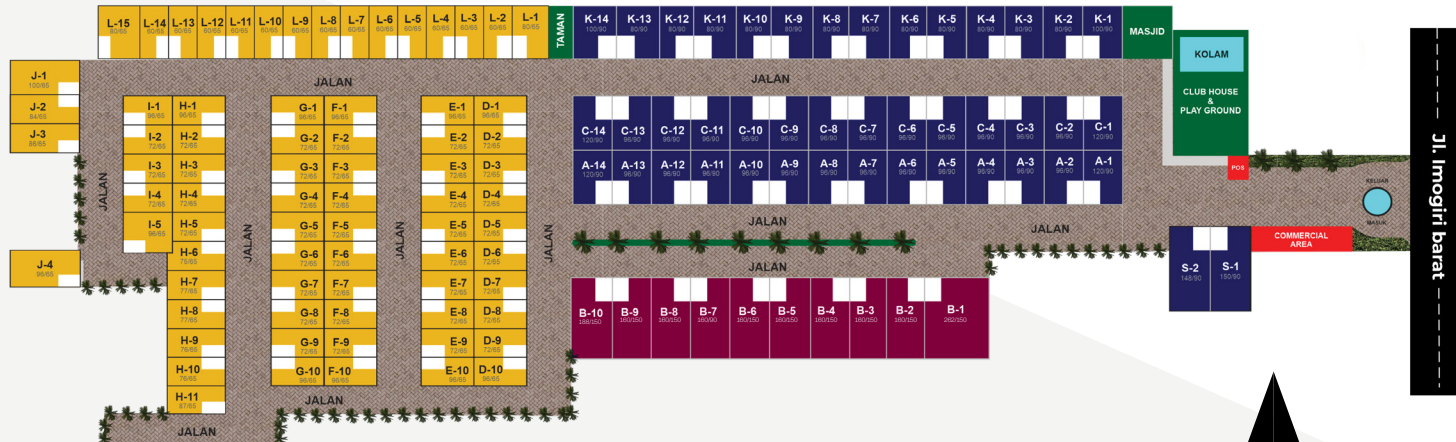 L-15 L-14 L-13 L-12 L-11 L-10 L-9 L-8 L-7 L-6 L-5 L-4 L-3 L-2 L-1
80/65 60/65 60/65 60/65 60/65 60/65 60/65 60/65 60/65 60/65 60/65 60/65 60/65 60/65 80/65
TAMAN
K-14 K-13 K-12 K-11 K-10 K-9 K-8 K-7 K-6 K-5 K-4 K-3 K-2 K-1
100/90 80/90 80/90 80/90 80/90 80/90 80/90 80/90 80/90 80/90 80/90 80/90 80/90 100/90
MASJID
KOLAM
CLUB HOUSE
&
PLAY GROUND
POS
KELUAR
MASUK
COMMERCIAL
AREA
Jl. Imogiri barat
JALAN
JALAN
J-1
100/65
J-2
84/65
J-3
86/65
J-4
98/65
JALAN
I-1 H-1
96/65 96/65
I-2 H-2
72/65 72/65
I-3 H-3
72/65 72/65
I-4 H-4
72/65 72/65
I-5 H-5
96/65 72/65
H-6
75/65
H-7
77/65
H-8
77/65
H-9
76/65
H-10
76/65
H-11
87/65
JALAN
G-1 F-1
96/65 96/65
G-2 F-2
72/65 72/65
G-3 F-3
72/65 72/65
G-4 F-4
72/65 72/65
G-5 F-5
72/65 72/65
G-6 F-6
72/65 72/65
G-7 F-7
72/65 72/65
G-8 F-8
72/65 72/65
G-9 F-9
72/65 72/65
G-10 F-10
96/65 96/65
JALAN
E-1 D-1
96/65 96/65
E-2 D-2
72/65 72/65
E-3 D-3
72/65 72/65
E-4 D-4
72/65 72/65
E-5 D-5
72/65 72/65
E-6 D-6
72/65 72/65
E-7 D-7
72/65 72/65
E-8 D-8
72/65 72/65
E-9 D-9
72/65 72/65
E-10 D-10
96/65 96/65
JALAN
C-14 C-13 C-12 C-11 C-10 C-9 C-8 C-7 C-6 C-5 C-4 C-3 C-2 C-1
120/90 96/90 96/90 96/90 96/90 96/90 96/90 96/90 96/90 96/90 96/90 96/90 96/90 120/90
A-14 A-13 A-12 A-11 A-10 A-9 A-8 A-7 A-6 A-5 A-4 A-3 A-2 A-1
120/90 96/90 96/90 96/90 96/90 96/90 96/90 96/90 96/90 96/90 96/90 96/90 96/90 120/90
JALAN
JALAN
JALAN
S-2 S-1
148/90 150/90
B-10 B-9 B-8 B-7 B-6 B-5 B-4 B-3 B-2 B-1
188/150 160/150 160/150 160/90 160/150 160/150 160/150 160/150 160/150 262/150
JALAN
JALAN